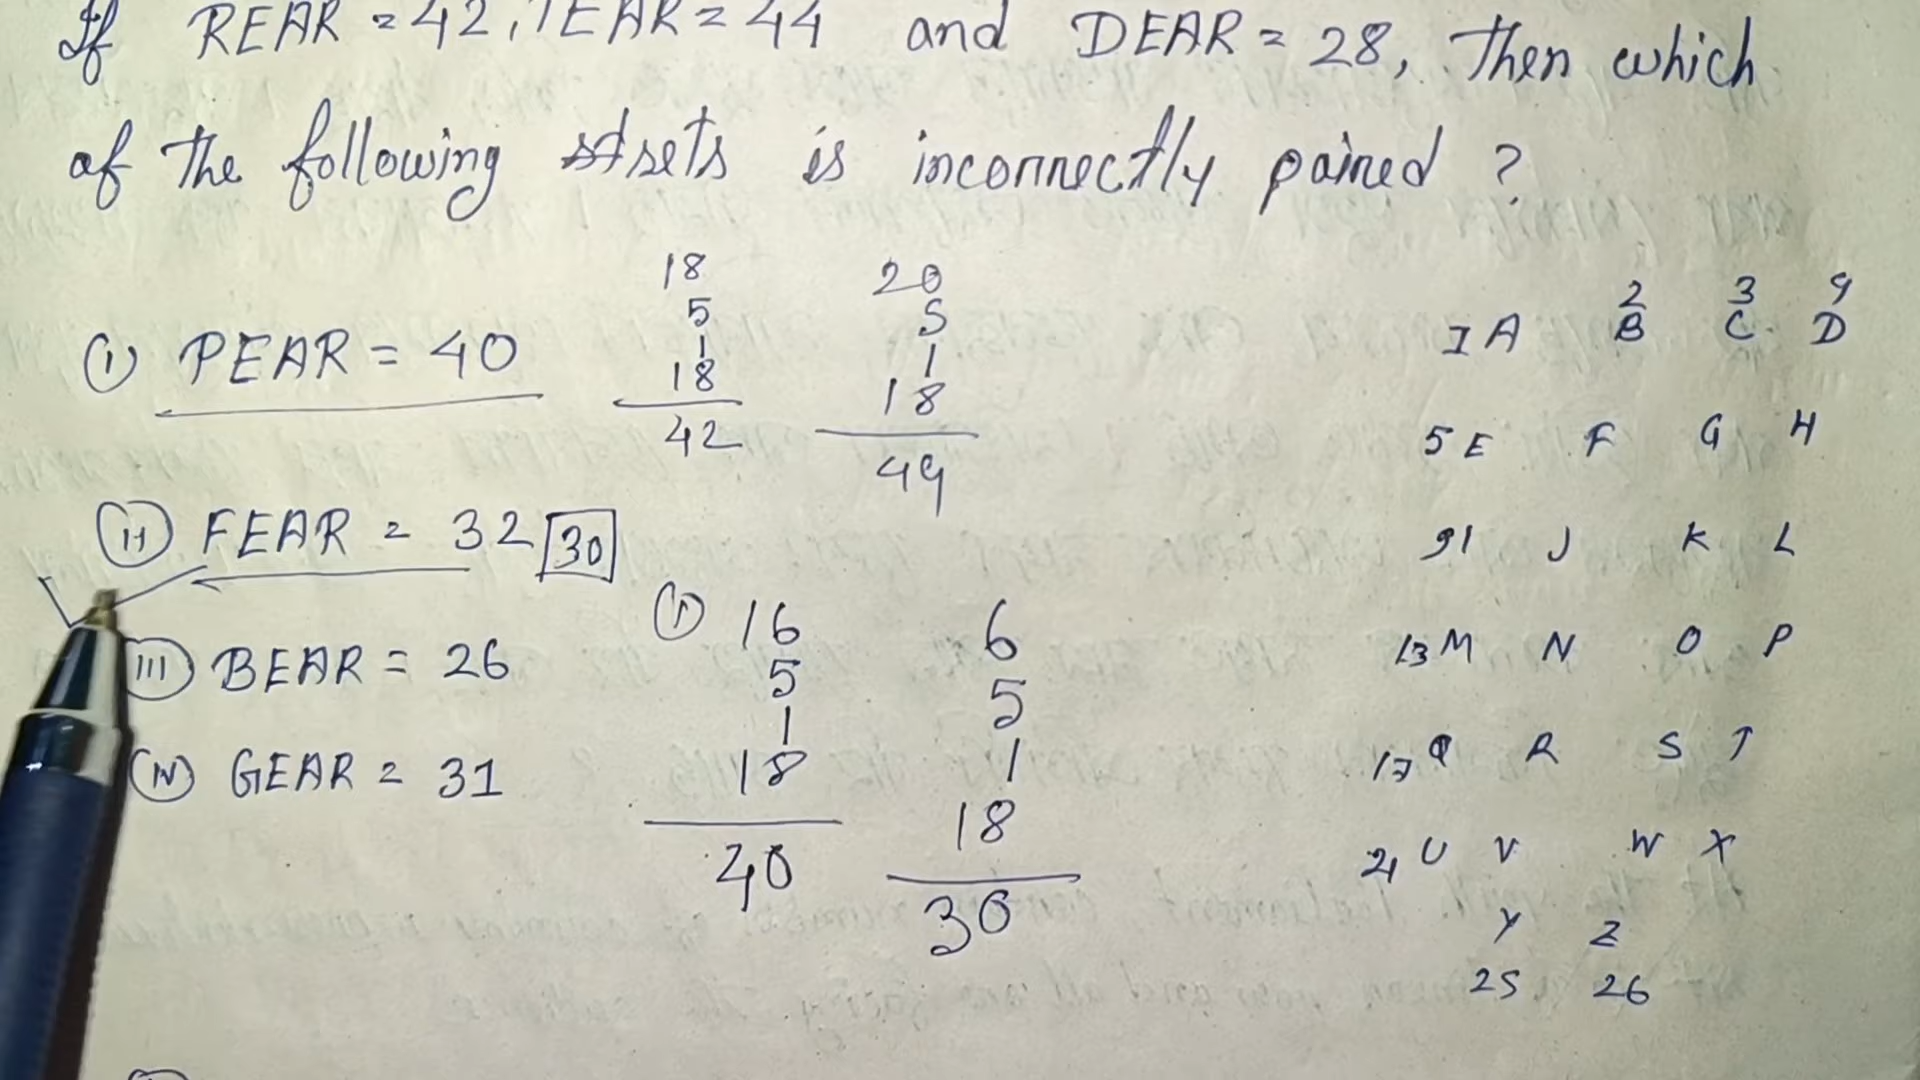 If REAR = 42, TEAR = 44 and DEAR = 28, Then which
of the following sets is incorrectly paired ?
(I) PEAR = 40
18
5
1
18
42
20
5
1
18
44
(II) FEAR = 32 30
(III) BEAR = 26
(IV) GEAR = 31
(I) 16
5
1
18
40
6
5
1
18
30
2 3 4
1 A B C D
5 E F G H
9 I J K L
13 M N O P
17 Q R S T
21 U V W X
Y Z
25 26